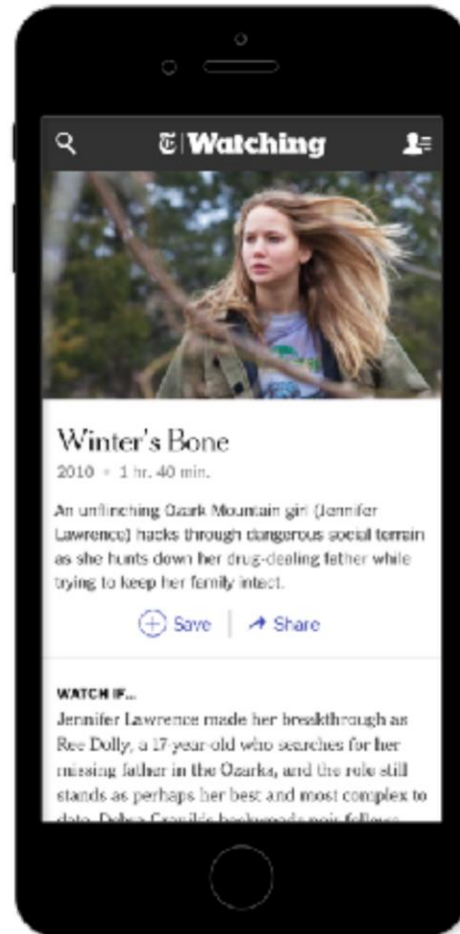 Watching
Winter's Bone
2010 • 1 hr. 40 min.
An unflinching Ozark Mountain girl (Jennifer
Lawrence) hacks through dangerous social terrain
as she hunts down her drug-dealing father while
trying to keep her family intact.
Save | Share
WATCH IF...
Jennifer Lawrence made her breakthrough as
Ree Dolly, a 17-year-old who searches for her
missing father in the Ozarks, and the role still
stands as perhaps her best and most complex to
date. Debra Granik's